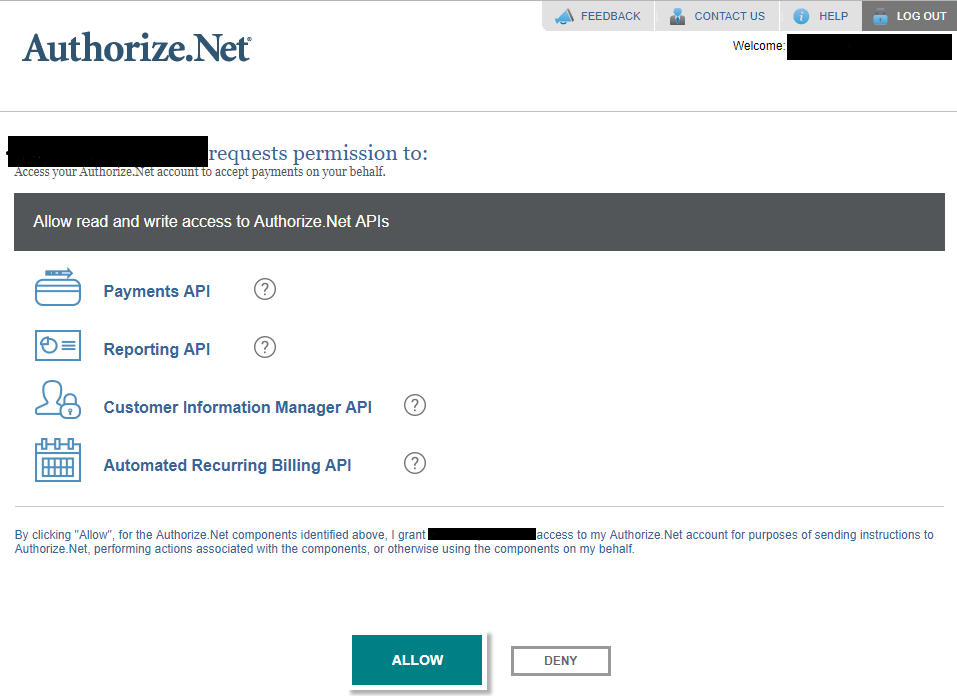 FEEDBACK CONTACT US HELP LOG OUT
Authorize.Net®
Welcome:
requests permission to:
Access your Authorize.Net account to accept payments on your behalf.
Allow read and write access to Authorize.Net APIs
Payments API ?
Reporting API ?
Customer Information Manager API ?
Automated Recurring Billing API ?
By clicking "Allow", for the Authorize.Net components identified above, I grant access to my Authorize.Net account for purposes of sending instructions to
Authorize.Net, performing actions associated with the components, or otherwise using the components on my behalf.
ALLOW DENY